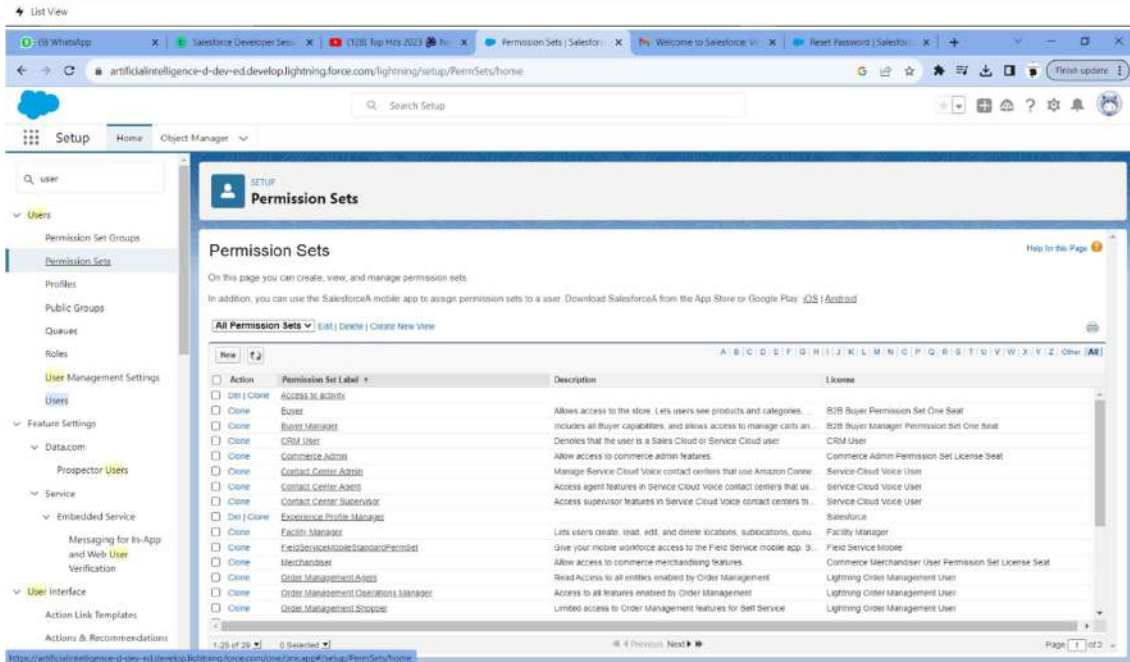 List View
(9) WhatsApp
Salesforce Developer Sess
(128) Top Hits 2023
Permission Sets | Salesforc
Welcome to Salesforce: V
Reset Password | Salesfor
artificialintelligence-d-dev-ed.develop.lightning.force.com/lightning/setup/PermSets/home
Finish update
Search Setup
Setup Home Object Manager
user
Users
Permission Set Groups
Permission Sets
Profiles
Public Groups
Queues
Roles
User Management Settings
Users
Feature Settings
Data.com
Prospector Users
Service
Embedded Service
Messaging for In-App
and Web User
Verification
User Interface
Action Link Templates
Actions & Recommendations
SETUP
Permission Sets
Permission Sets
Help for this Page
On this page you can create, view, and manage permission sets.
In addition, you can use the SalesforceA mobile app to assign permission sets to a user. Download SalesforceA from the App Store or Google Play: iOS | Android
All Permission Sets Edit | Delete | Create New View
New A | B | C | D | E | F | G | H | I | J | K | L | M | N | O | P | Q | R | S | T | U | V | W | X | Y | Z | Other | All
Action Permission Set Label Description License
Del | Clone Access to activity
Clone Buyer Allows access to the store. Lets users see products and categories, ... B2B Buyer Permission Set One Seat
Clone Buyer Manager Includes all Buyer capabilities, and allows access to manage carts an... B2B Buyer Manager Permission Set One Seat
Clone CRM User Denotes that the user is a Sales Cloud or Service Cloud user. CRM User
Clone Commerce Admin Allow access to commerce admin features. Commerce Admin Permission Set License Seat
Clone Contact Center Admin Manage Service Cloud Voice contact centers that use Amazon Conne... Service Cloud Voice User
Clone Contact Center Agent Access agent features in Service Cloud Voice contact centers that us... Service Cloud Voice User
Clone Contact Center Supervisor Access supervisor features in Service Cloud Voice contact centers th... Service Cloud Voice User
Del | Clone Experience Profile Manager Salesforce
Clone Facility Manager Lets users create, read, edit, and delete locations, sublocations, queu... Facility Manager
Clone FieldServiceMobileStandardPermSet Give your mobile workforce access to the Field Service mobile app. S... Field Service Mobile
Clone Merchandiser Allow access to commerce merchandising features. Commerce Merchandiser User Permission Set License Seat
Clone Order Management Agent Read Access to all entities enabled by Order Management Lightning Order Management User
Clone Order Management Operations Manager Access to all features enabled by Order Management Lightning Order Management User
Clone Order Management Shopper Limited access to Order Management features for Self Service Lightning Order Management User
1-25 of 29 0 Selected Previous Next Page 1 of 2
https://artificialintelligence-d-dev-ed.develop.lightning.force.com/one/one.app#/setup/PermSets/home